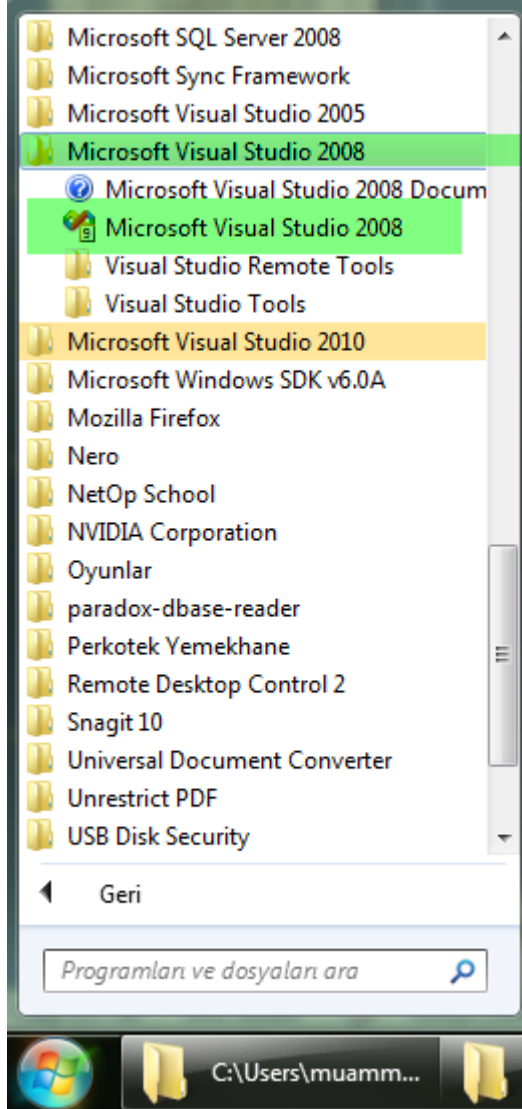 Microsoft SQL Server 2008
Microsoft Sync Framework
Microsoft Visual Studio 2005
Microsoft Visual Studio 2008
Microsoft Visual Studio 2008 Docum
Microsoft Visual Studio 2008
Visual Studio Remote Tools
Visual Studio Tools
Microsoft Visual Studio 2010
Microsoft Windows SDK v6.0A
Mozilla Firefox
Nero
NetOp School
NVIDIA Corporation
Oyunlar
paradox-dbase-reader
Perkotek Yemekhane
Remote Desktop Control 2
Snagit 10
Universal Document Converter
Unrestrict PDF
USB Disk Security
Geri
Programları ve dosyaları ara
C:\Users\muamm...